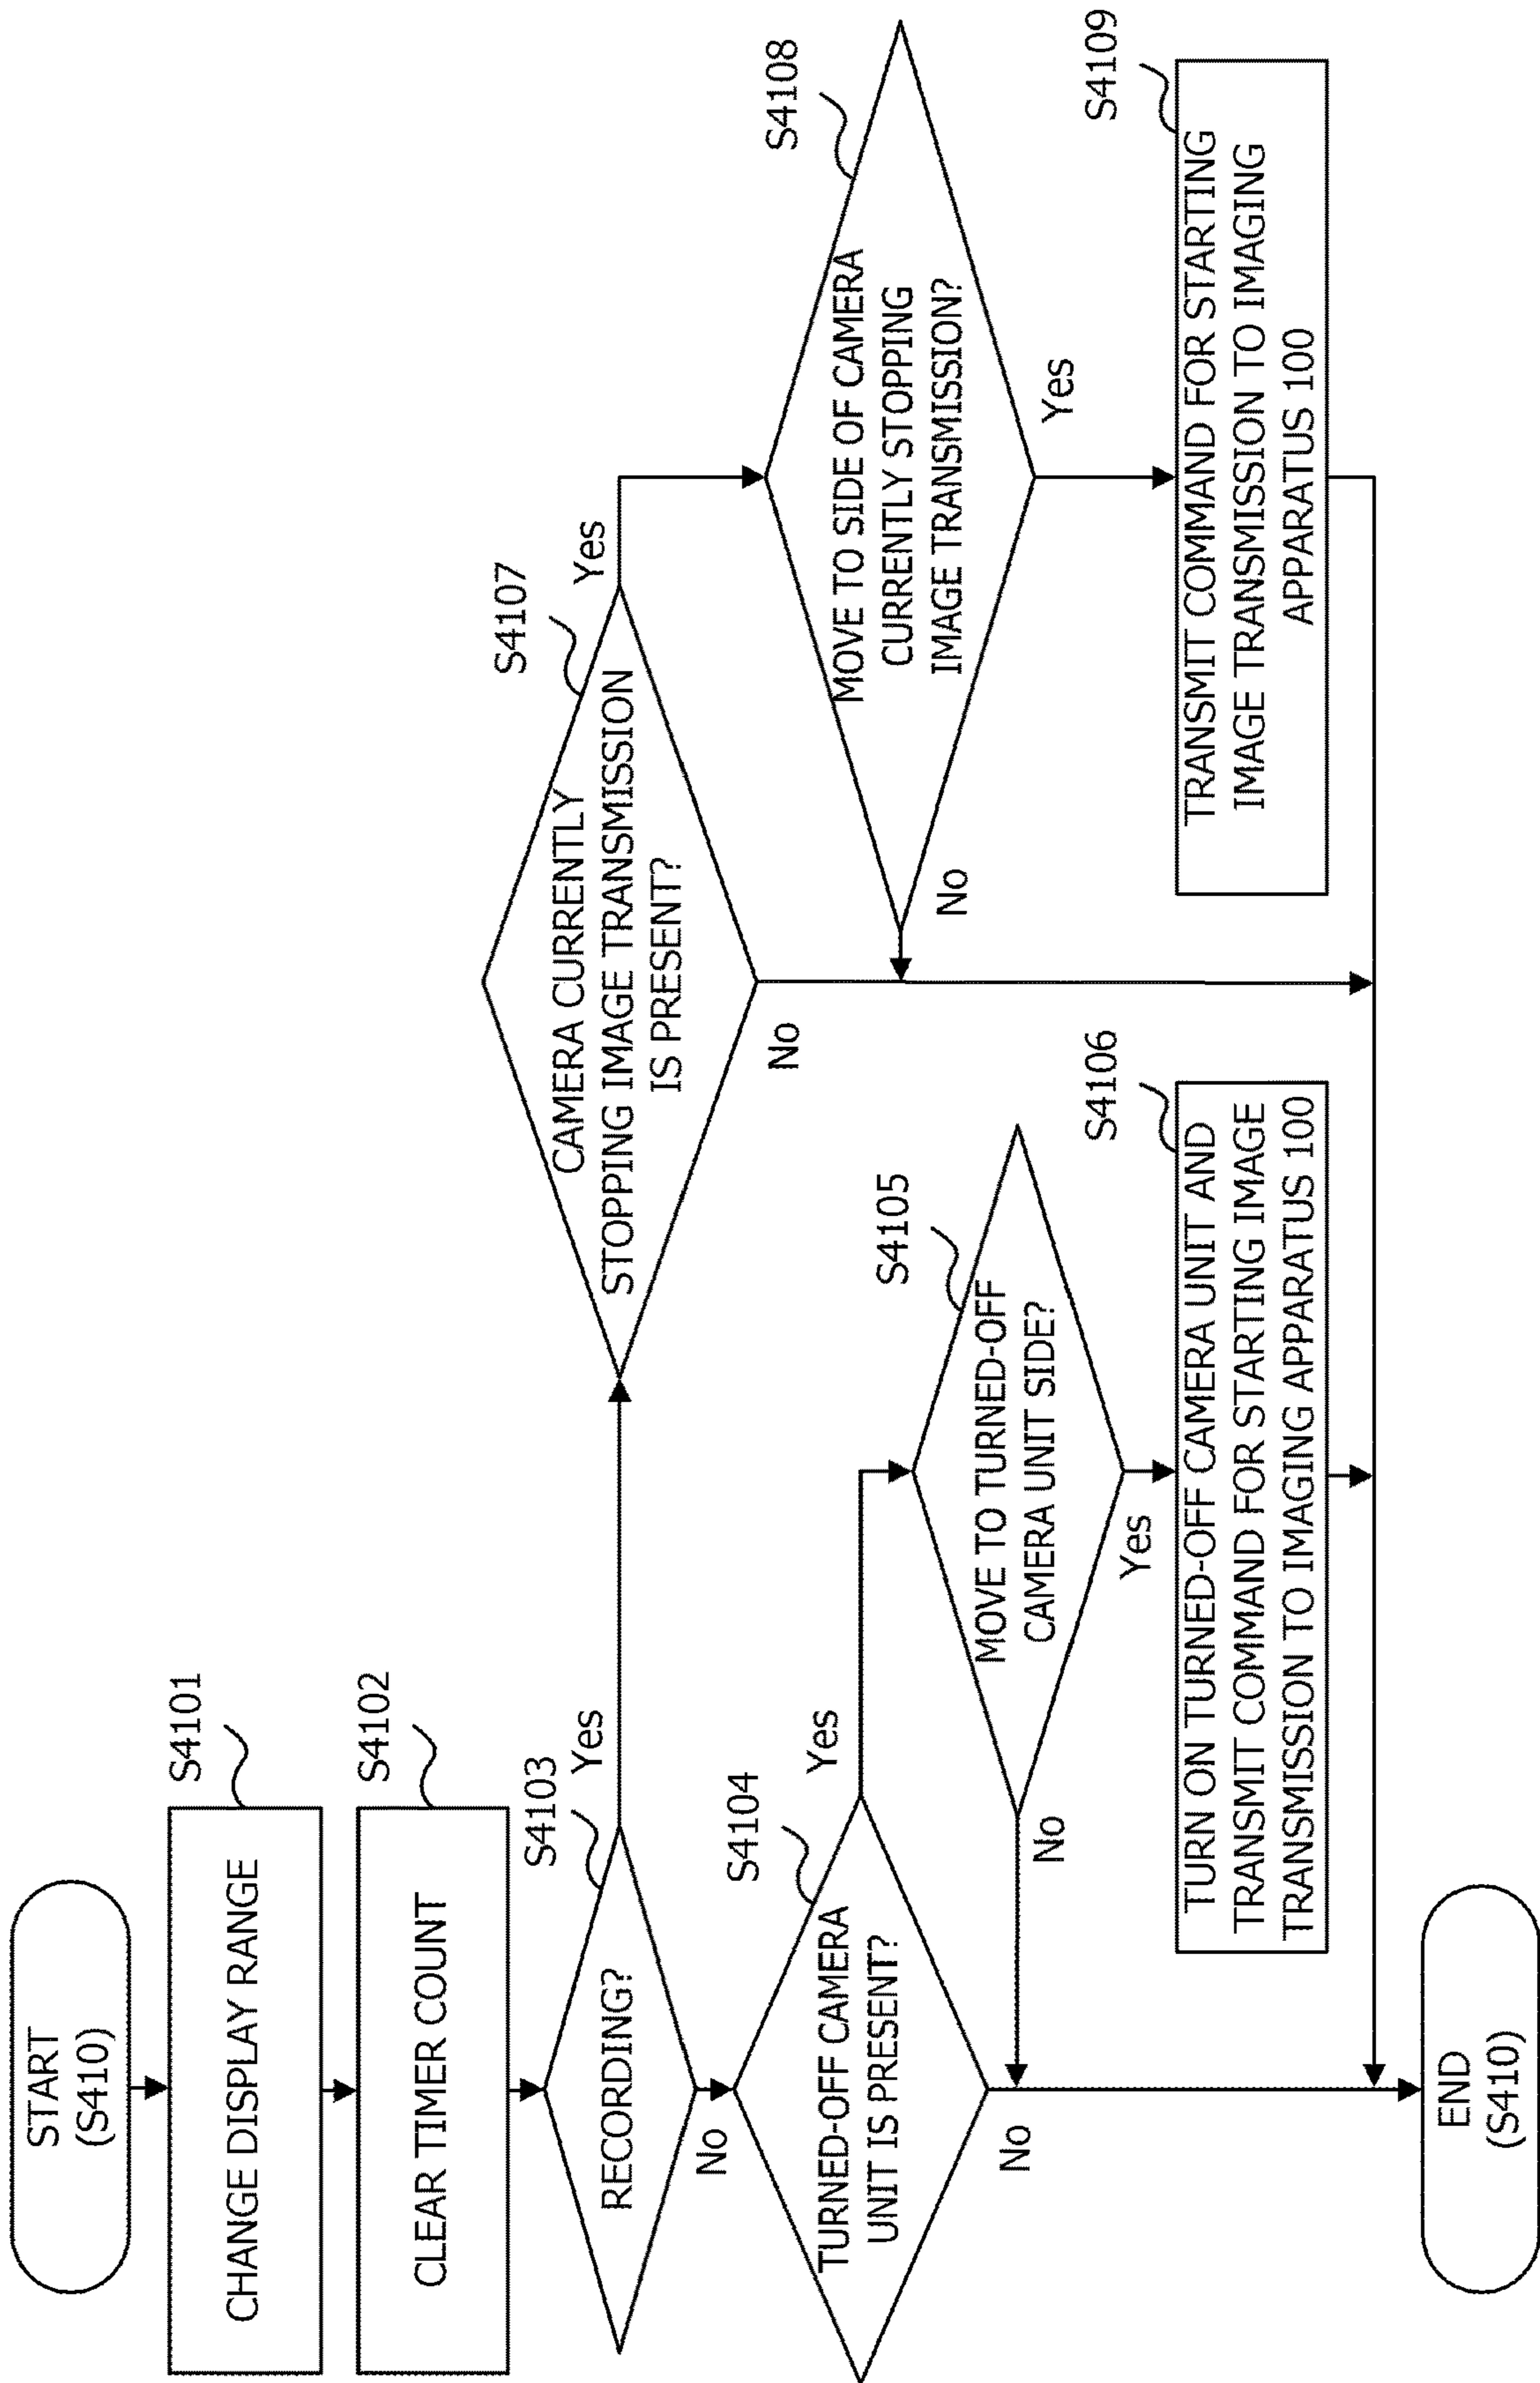 START
(S410)
S4101
CHANGE DISPLAY RANGE
S4102
CLEAR TIMER COUNT
S4103
RECORDING?
Yes
No
S4104
TURNED-OFF CAMERA
UNIT IS PRESENT?
Yes
No
S4105
MOVE TO TURNED-OFF
CAMERA UNIT SIDE?
No
Yes
S4106
TURN ON TURNED-OFF CAMERA UNIT AND
TRANSMIT COMMAND FOR STARTING IMAGE
TRANSMISSION TO IMAGING APPARATUS 100
S4107
CAMERA CURRENTLY
STOPPING IMAGE TRANSMISSION
IS PRESENT?
Yes
No
S4108
MOVE TO SIDE OF CAMERA
CURRENTLY STOPPING
IMAGE TRANSMISSION?
No
Yes
S4109
TRANSMIT COMMAND FOR STARTING
IMAGE TRANSMISSION TO IMAGING
APPARATUS 100
END
(S410)